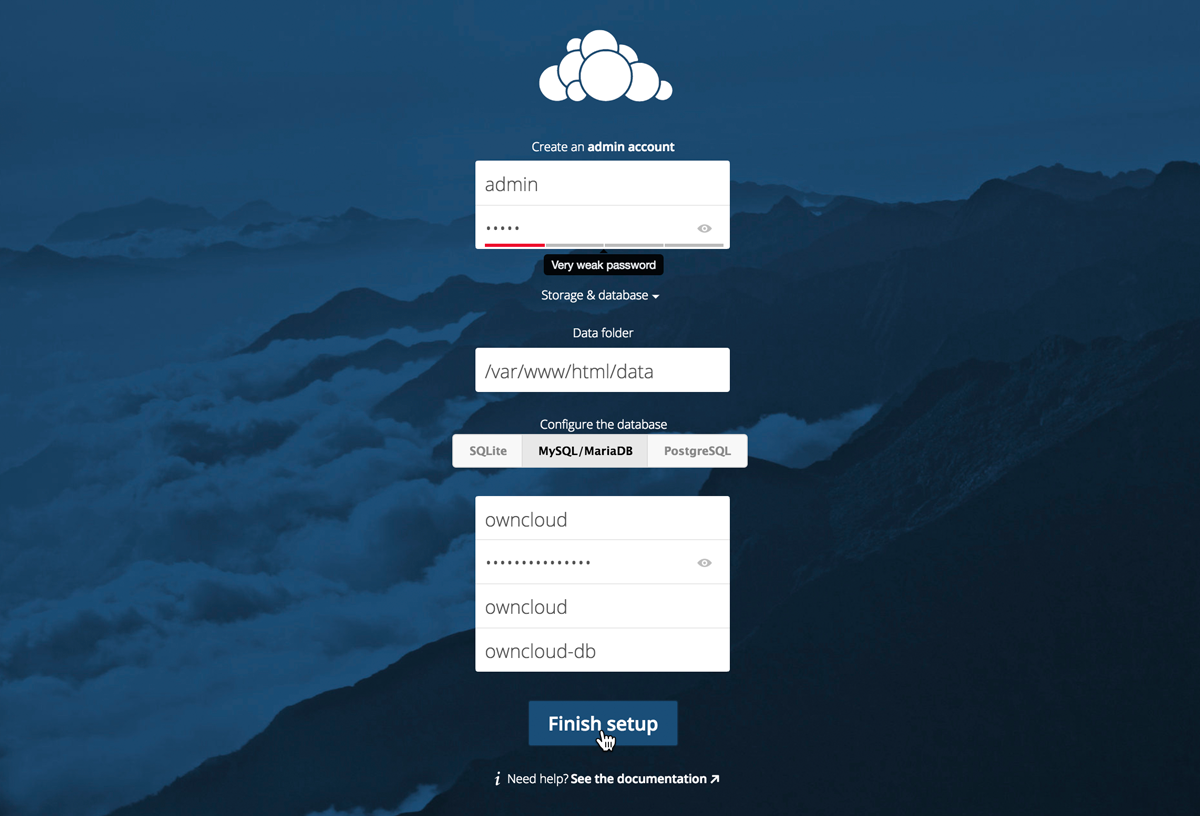 Create an admin account
admin
•••••
Very weak password
Storage & database
Data folder
/var/www/html/data
Configure the database
SQLite MySQL/MariaDB PostgreSQL
owncloud
•••••••••••••••
owncloud
owncloud-db
Finish setup
i Need help? See the documentation ↗